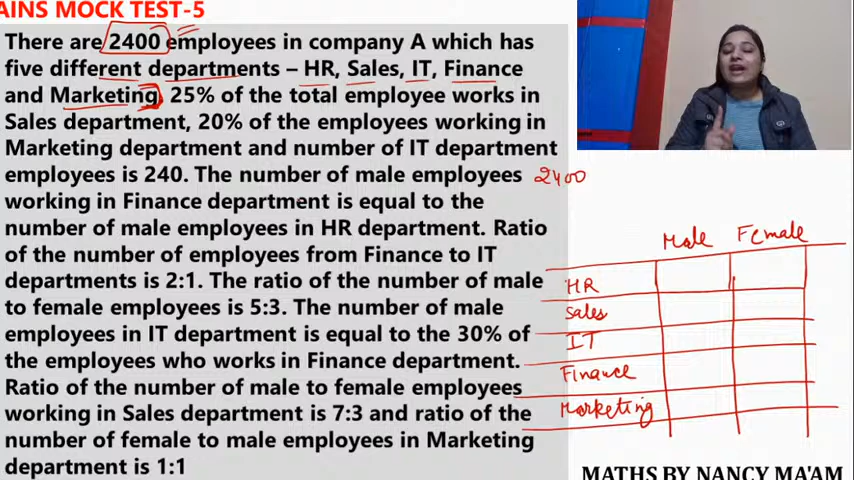 AINS MOCK TEST-5
There are 2400 employees in company A which has
five different departments – HR, Sales, IT, Finance
and Marketing. 25% of the total employee works in
Sales department, 20% of the employees working in
Marketing department and number of IT department
employees is 240. The number of male employees
working in Finance department is equal to the
number of male employees in HR department. Ratio
of the number of employees from Finance to IT
departments is 2:1. The ratio of the number of male
to female employees is 5:3. The number of male
employees in IT department is equal to the 30% of
the employees who works in Finance department.
Ratio of the number of male to female employees
working in Sales department is 7:3 and ratio of the
number of female to male employees in Marketing
department is 1:1
2400
Male Female
HR
Sales
IT
Finance
Marketing
MATHS BY NANCY MA'AM